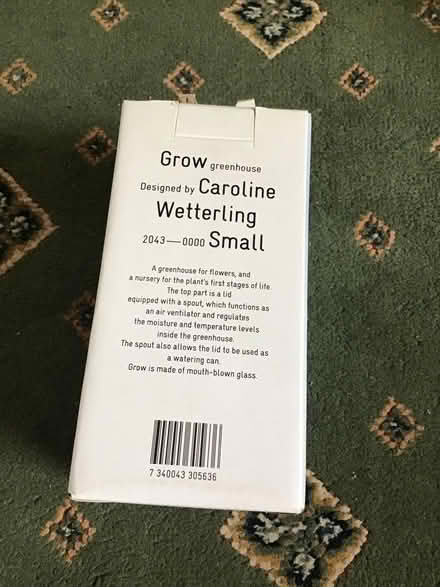 Grow greenhouse
Designed by Caroline
Wetterling
2043—0000 Small
A greenhouse for flowers, and
a nursery for the plant's first stages of life.
The top part is a lid
equipped with a spout, which functions as
an air ventilator and regulates
the moisture and temperature levels
inside the greenhouse.
The spout also allows the lid to be used as
a watering can.
Grow is made of mouth-blown glass.
7 340043 305636